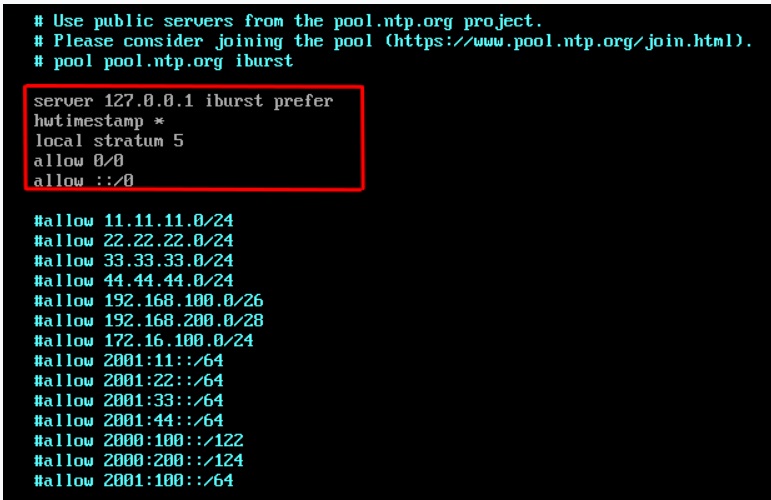 # Use public servers from the pool.ntp.org project.
# Please consider joining the pool (https://www.pool.ntp.org/join.html).
# pool pool.ntp.org iburst
server 127.0.0.1 iburst prefer
hwtimestamp *
local stratum 5
allow 0/0
allow ::/0
#allow 11.11.11.0/24
#allow 22.22.22.0/24
#allow 33.33.33.0/24
#allow 44.44.44.0/24
#allow 192.168.100.0/26
#allow 192.168.200.0/28
#allow 172.16.100.0/24
#allow 2001:11::/64
#allow 2001:22::/64
#allow 2001:33::/64
#allow 2001:44::/64
#allow 2000:100::/122
#allow 2000:200::/124
#allow 2001:100::/64